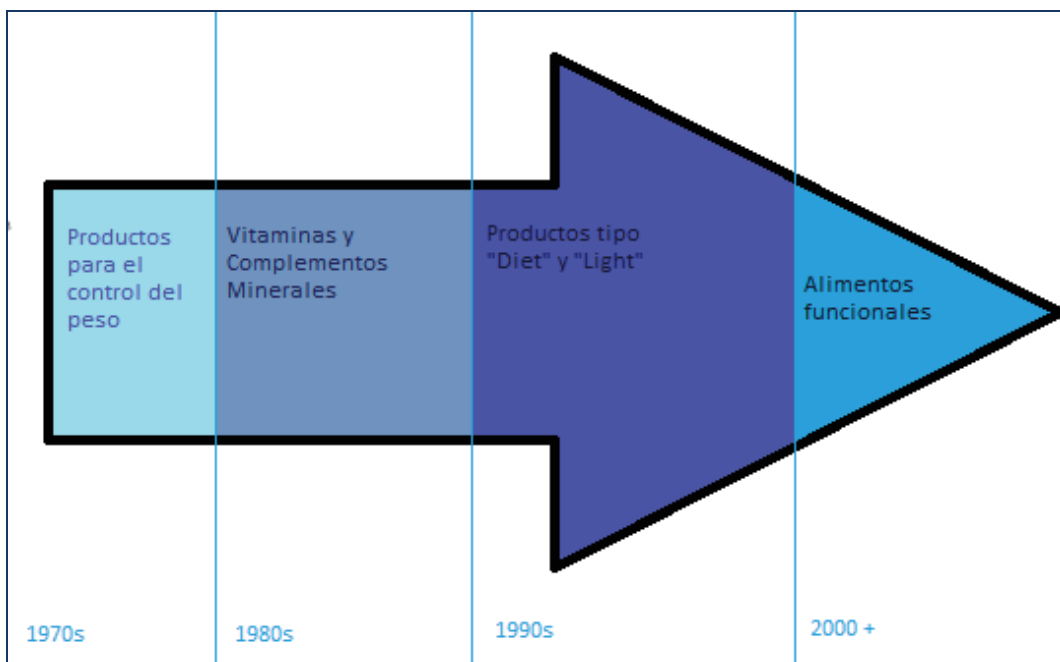 Productos
para el
control del
peso
Vitaminas y
Complementos
Minerales
Productos tipo
"Diet" y "Light"
Alimentos
funcionales
1970s
1980s
1990s
2000 +